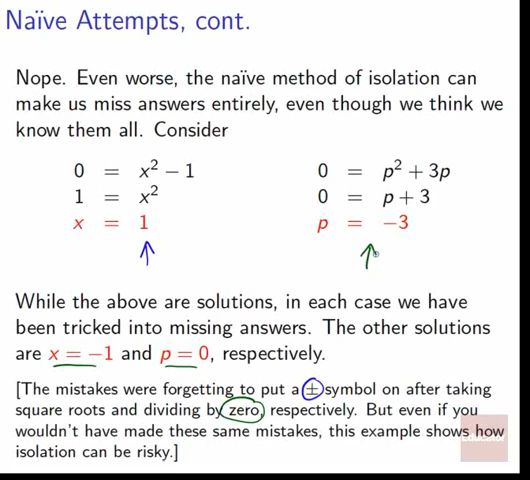 Naïve Attempts, cont.
Nope. Even worse, the naïve method of isolation can
make us miss answers entirely, even though we think we
know them all. Consider
0 = x² − 1 0 = p² + 3p
1 = x² 0 = p + 3
x = 1 p = −3
While the above are solutions, in each case we have
been tricked into missing answers. The other solutions
are x = −1 and p = 0, respectively.
[The mistakes were forgetting to put a ± symbol on after taking
square roots and dividing by zero, respectively. But even if you
wouldn't have made these same mistakes, this example shows how
isolation can be risky.]
Educator